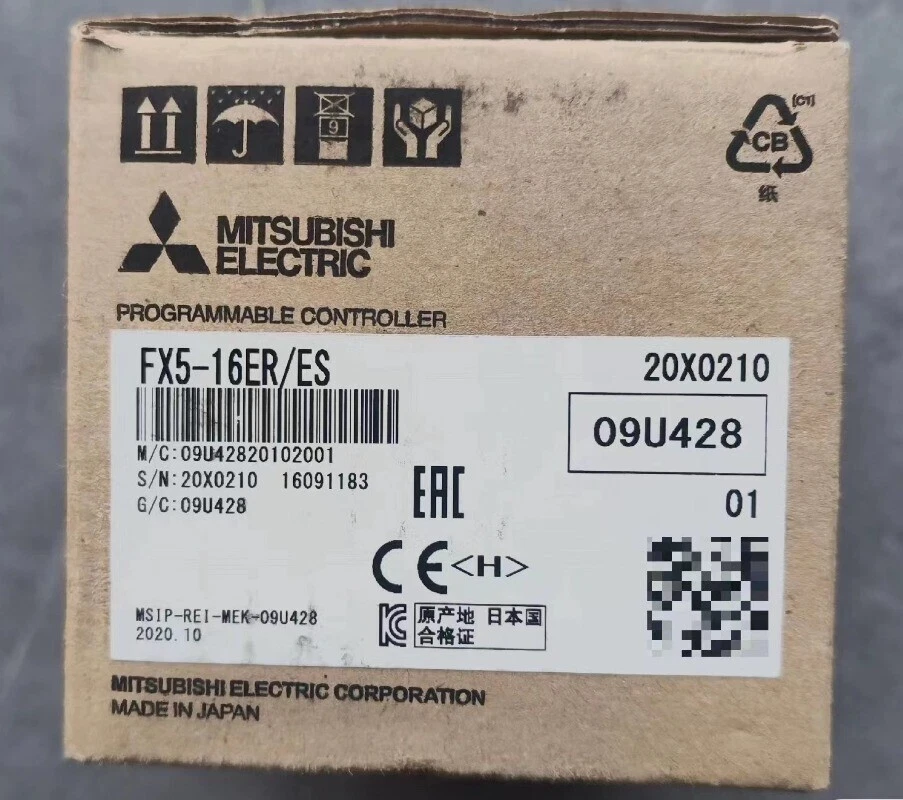 9
[C1]
CB
纸
MITSUBISHI
ELECTRIC
PROGRAMMABLE CONTROLLER
FX5-16ER/ES
20X0210
M/C:09U42820102001
09U428
S/N:20X0210 16091183
G/C:09U428
EAC
01
CE <H>
MSIP-REI-MEK-09U428
2020.10
原产地 日本国
合格证
MITSUBISHI ELECTRIC CORPORATION
MADE IN JAPAN